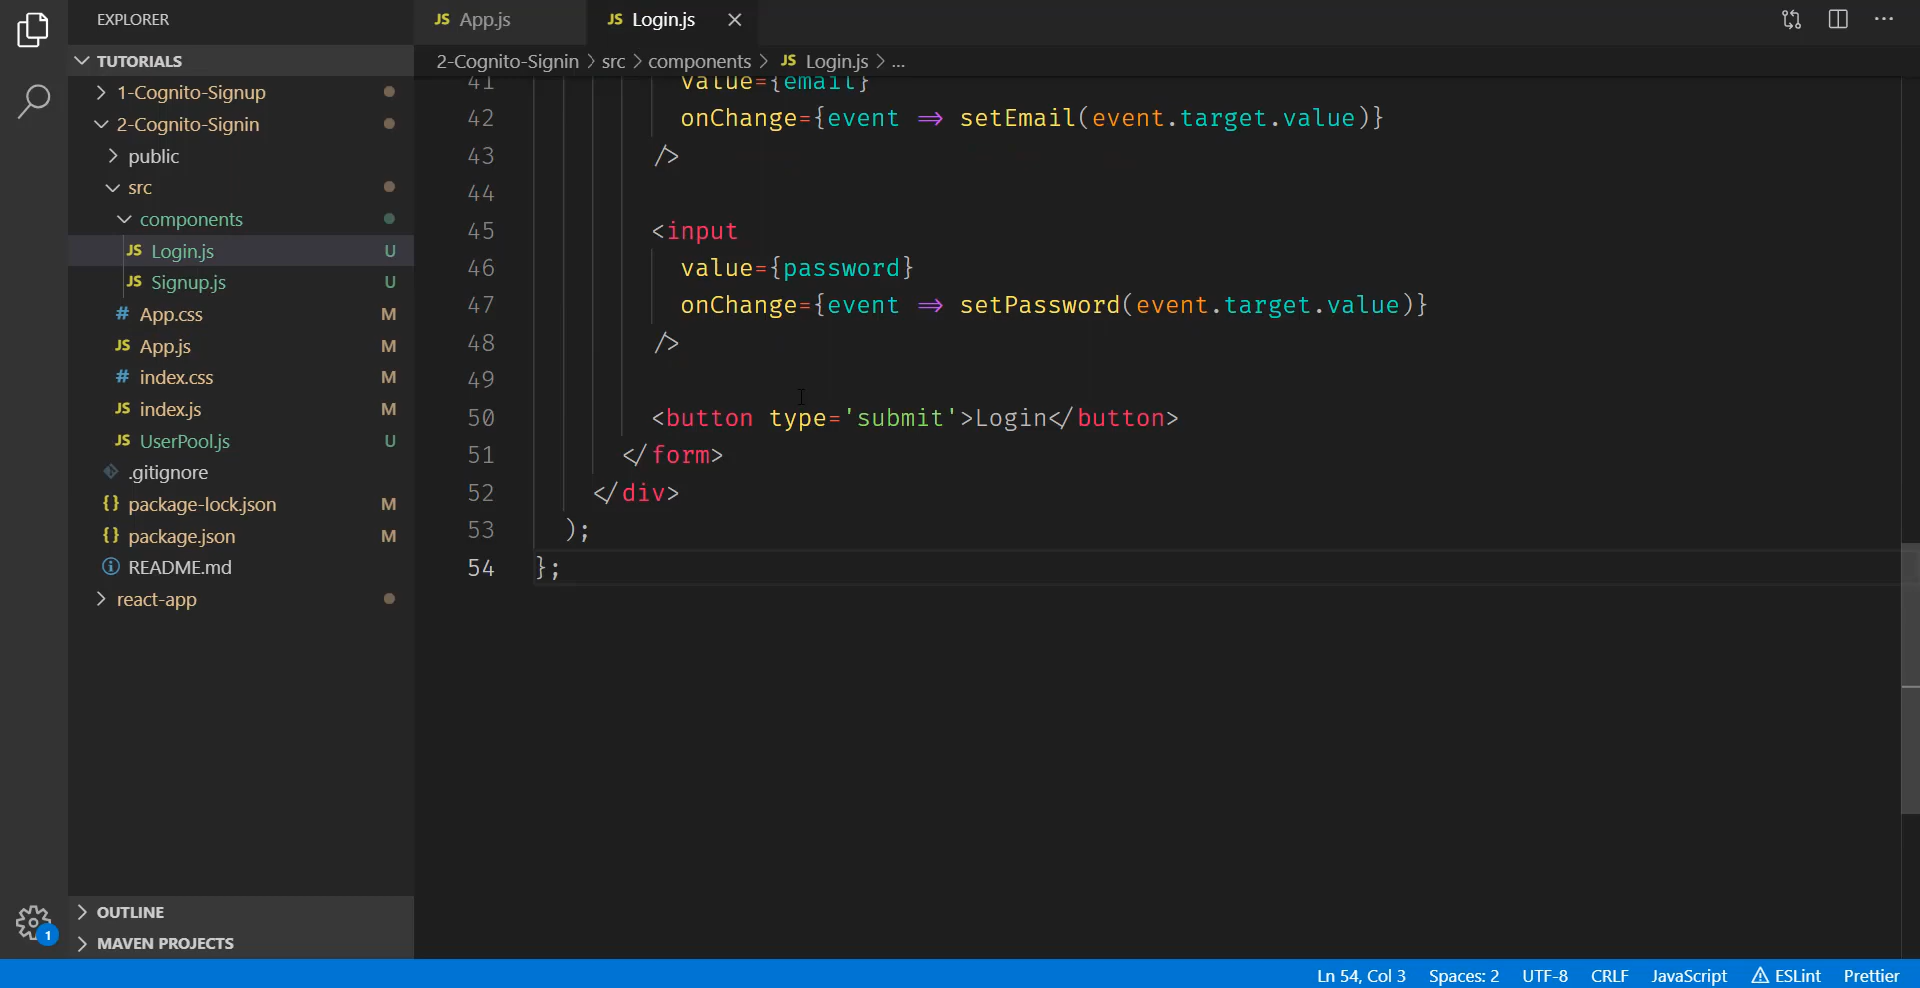 EXPLORER
TUTORIALS
1-Cognito-Signup
2-Cognito-Signin
public
src
components
JS Login.js U
JS Signup.js U
# App.css M
JS App.js M
# index.css M
JS index.js M
JS UserPool.js U
.gitignore
{} package-lock.json M
{} package.json M
README.md
react-app
OUTLINE
MAVEN PROJECTS
1
JS App.js
JS Login.js
2-Cognito-Signin > src > components > JS Login.js > ...
41 value={email}
42 onChange={event => setEmail(event.target.value)}
43 />
44
45 <input
46 value={password}
47 onChange={event => setPassword(event.target.value)}
48 />
49
50 <button type='submit'>Login</button>
51 </form>
52 </div>
53 );
54 };
Ln 54, Col 3 Spaces: 2 UTF-8 CRLF JavaScript ESLint Prettier